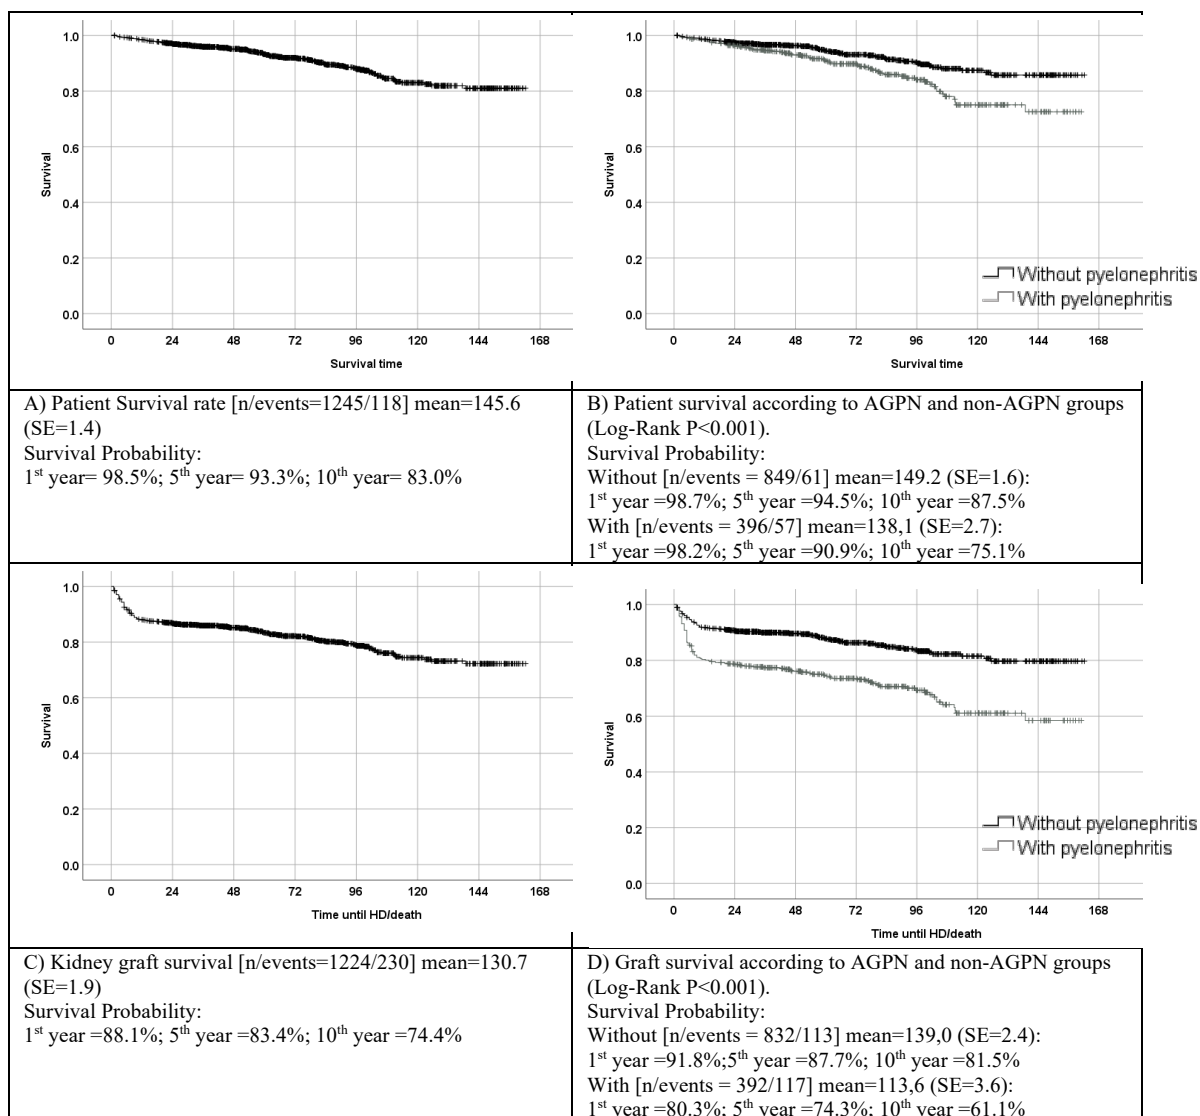 1.0
0.8
0.6
0.4
0.2
0.0
Survival
0 24 48 72 96 120 144 168
Survival time
1.0
0.8
0.6
0.4
0.2
0.0
Survival
Without pyelonephritis
With pyelonephritis
0 24 48 72 96 120 144 168
Survival time
A) Patient Survival rate [n/events=1245/118] mean=145.6
(SE=1.4)
Survival Probability:
1st year= 98.5%; 5th year= 93.3%; 10th year= 83.0%
B) Patient survival according to AGPN and non-AGPN groups
(Log-Rank P<0.001).
Survival Probability:
Without [n/events = 849/61] mean=149.2 (SE=1.6):
1st year =98.7%; 5th year =94.5%; 10th year =87.5%
With [n/events = 396/57] mean=138,1 (SE=2.7):
1st year =98.2%; 5th year =90.9%; 10th year =75.1%
1.0
0.8
0.6
0.4
0.2
0.0
Survival
0 24 48 72 96 120 144 168
Time until HD/death
1.0
0.8
0.6
0.4
0.2
0.0
Survival
Without pyelonephritis
With pyelonephritis
0 24 48 72 96 120 144 168
Time until HD/death
C) Kidney graft survival [n/events=1224/230] mean=130.7
(SE=1.9)
Survival Probability:
1st year =88.1%; 5th year =83.4%; 10th year =74.4%
D) Graft survival according to AGPN and non-AGPN groups
(Log-Rank P<0.001).
Survival Probability:
Without [n/events = 832/113] mean=139,0 (SE=2.4):
1st year =91.8%;5th year =87.7%; 10th year =81.5%
With [n/events = 392/117] mean=113,6 (SE=3.6):
1st year =80.3%; 5th year =74.3%; 10th year =61.1%